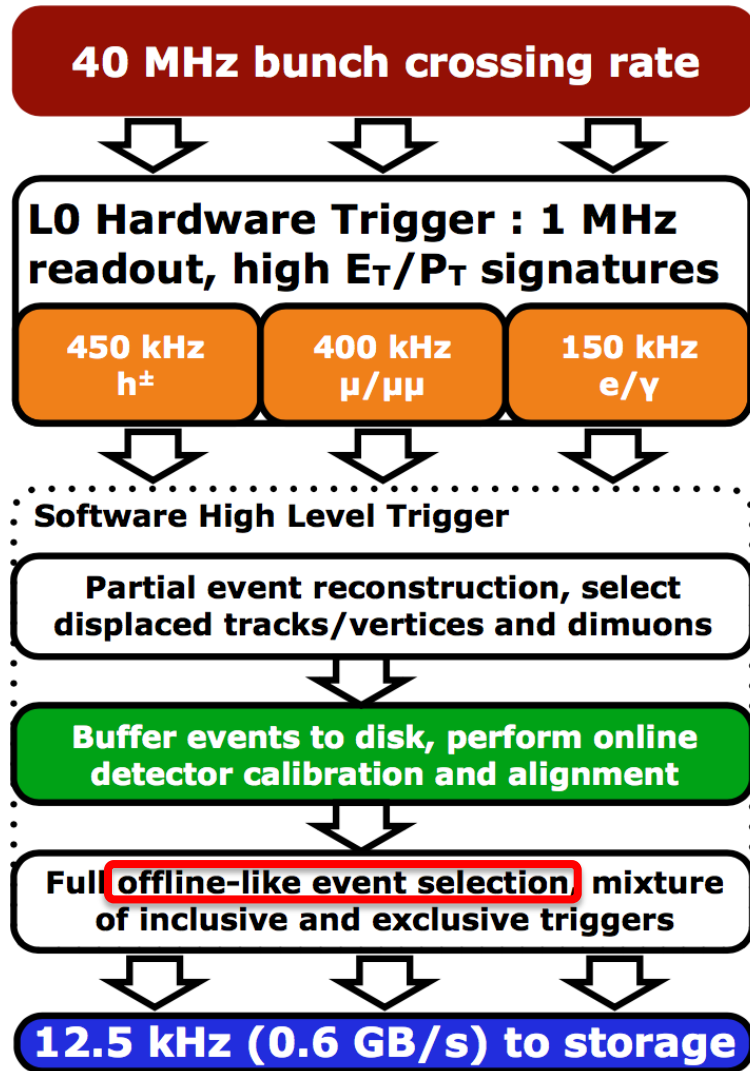 40 MHz bunch crossing rate
L0 Hardware Trigger : 1 MHz
readout, high ET/PT signatures
450 kHz
h±
400 kHz
μ/μμ
150 kHz
e/γ
Software High Level Trigger
Partial event reconstruction, select
displaced tracks/vertices and dimuons
Buffer events to disk, perform online
detector calibration and alignment
Full offline-like event selection, mixture
of inclusive and exclusive triggers
12.5 kHz (0.6 GB/s) to storage